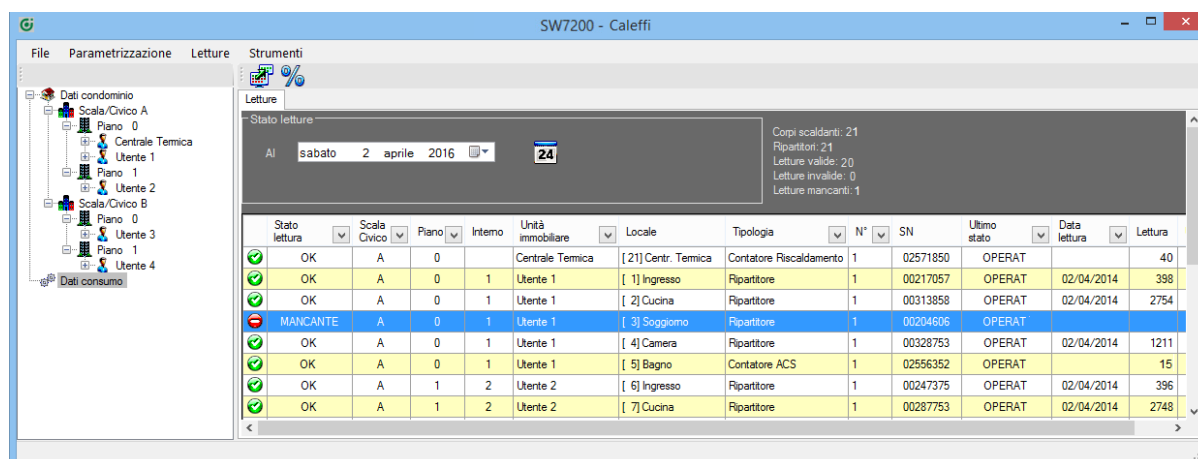 SW7200 - Caleffi
File Parametrizzazione Letture Strumenti
Dati condominio
Scala/Civico A
Piano 0
Centrale Termica
Utente 1
Piano 1
Utente 2
Scala/Civico B
Piano 0
Utente 3
Piano 1
Utente 4
Dati consumo
Letture
Stato letture
Al sabato 2 aprile 2016 24
Corpi scaldanti: 21
Ripartitori: 21
Letture valide: 20
Letture invalide: 0
Letture mancanti: 1
Stato lettura Scala Civico Piano Interno Unità immobiliare Locale Tipologia N° SN Ultimo stato Data lettura Lettura
OK A 0 Centrale Termica [ 21] Centr. Termica Contatore Riscaldamento 1 02571850 OPERAT 40
OK A 0 1 Utente 1 [ 1] Ingresso Ripartitore 1 00217057 OPERAT 02/04/2014 398
OK A 0 1 Utente 1 [ 2] Cucina Ripartitore 1 00313858 OPERAT 02/04/2014 2754
MANCANTE A 0 1 Utente 1 [ 3] Soggiorno Ripartitore 1 00204606 OPERAT
OK A 0 1 Utente 1 [ 4] Camera Ripartitore 1 00328753 OPERAT 02/04/2014 1211
OK A 0 1 Utente 1 [ 5] Bagno Contatore ACS 1 02556352 OPERAT 15
OK A 1 2 Utente 2 [ 6] Ingresso Ripartitore 1 00247375 OPERAT 02/04/2014 396
OK A 1 2 Utente 2 [ 7] Cucina Ripartitore 1 00287753 OPERAT 02/04/2014 2748